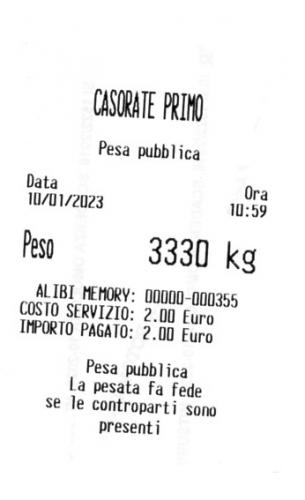 CASORATE PRIMO
Pesa pubblica
Data Ora
10/01/2023 10:59
Peso 3330 kg
ALIBI MEMORY: 00000-000355
COSTO SERVIZIO: 2.00 Euro
IMPORTO PAGATO: 2.00 Euro
Pesa pubblica
La pesata fa fede
se le controparti sono
presenti